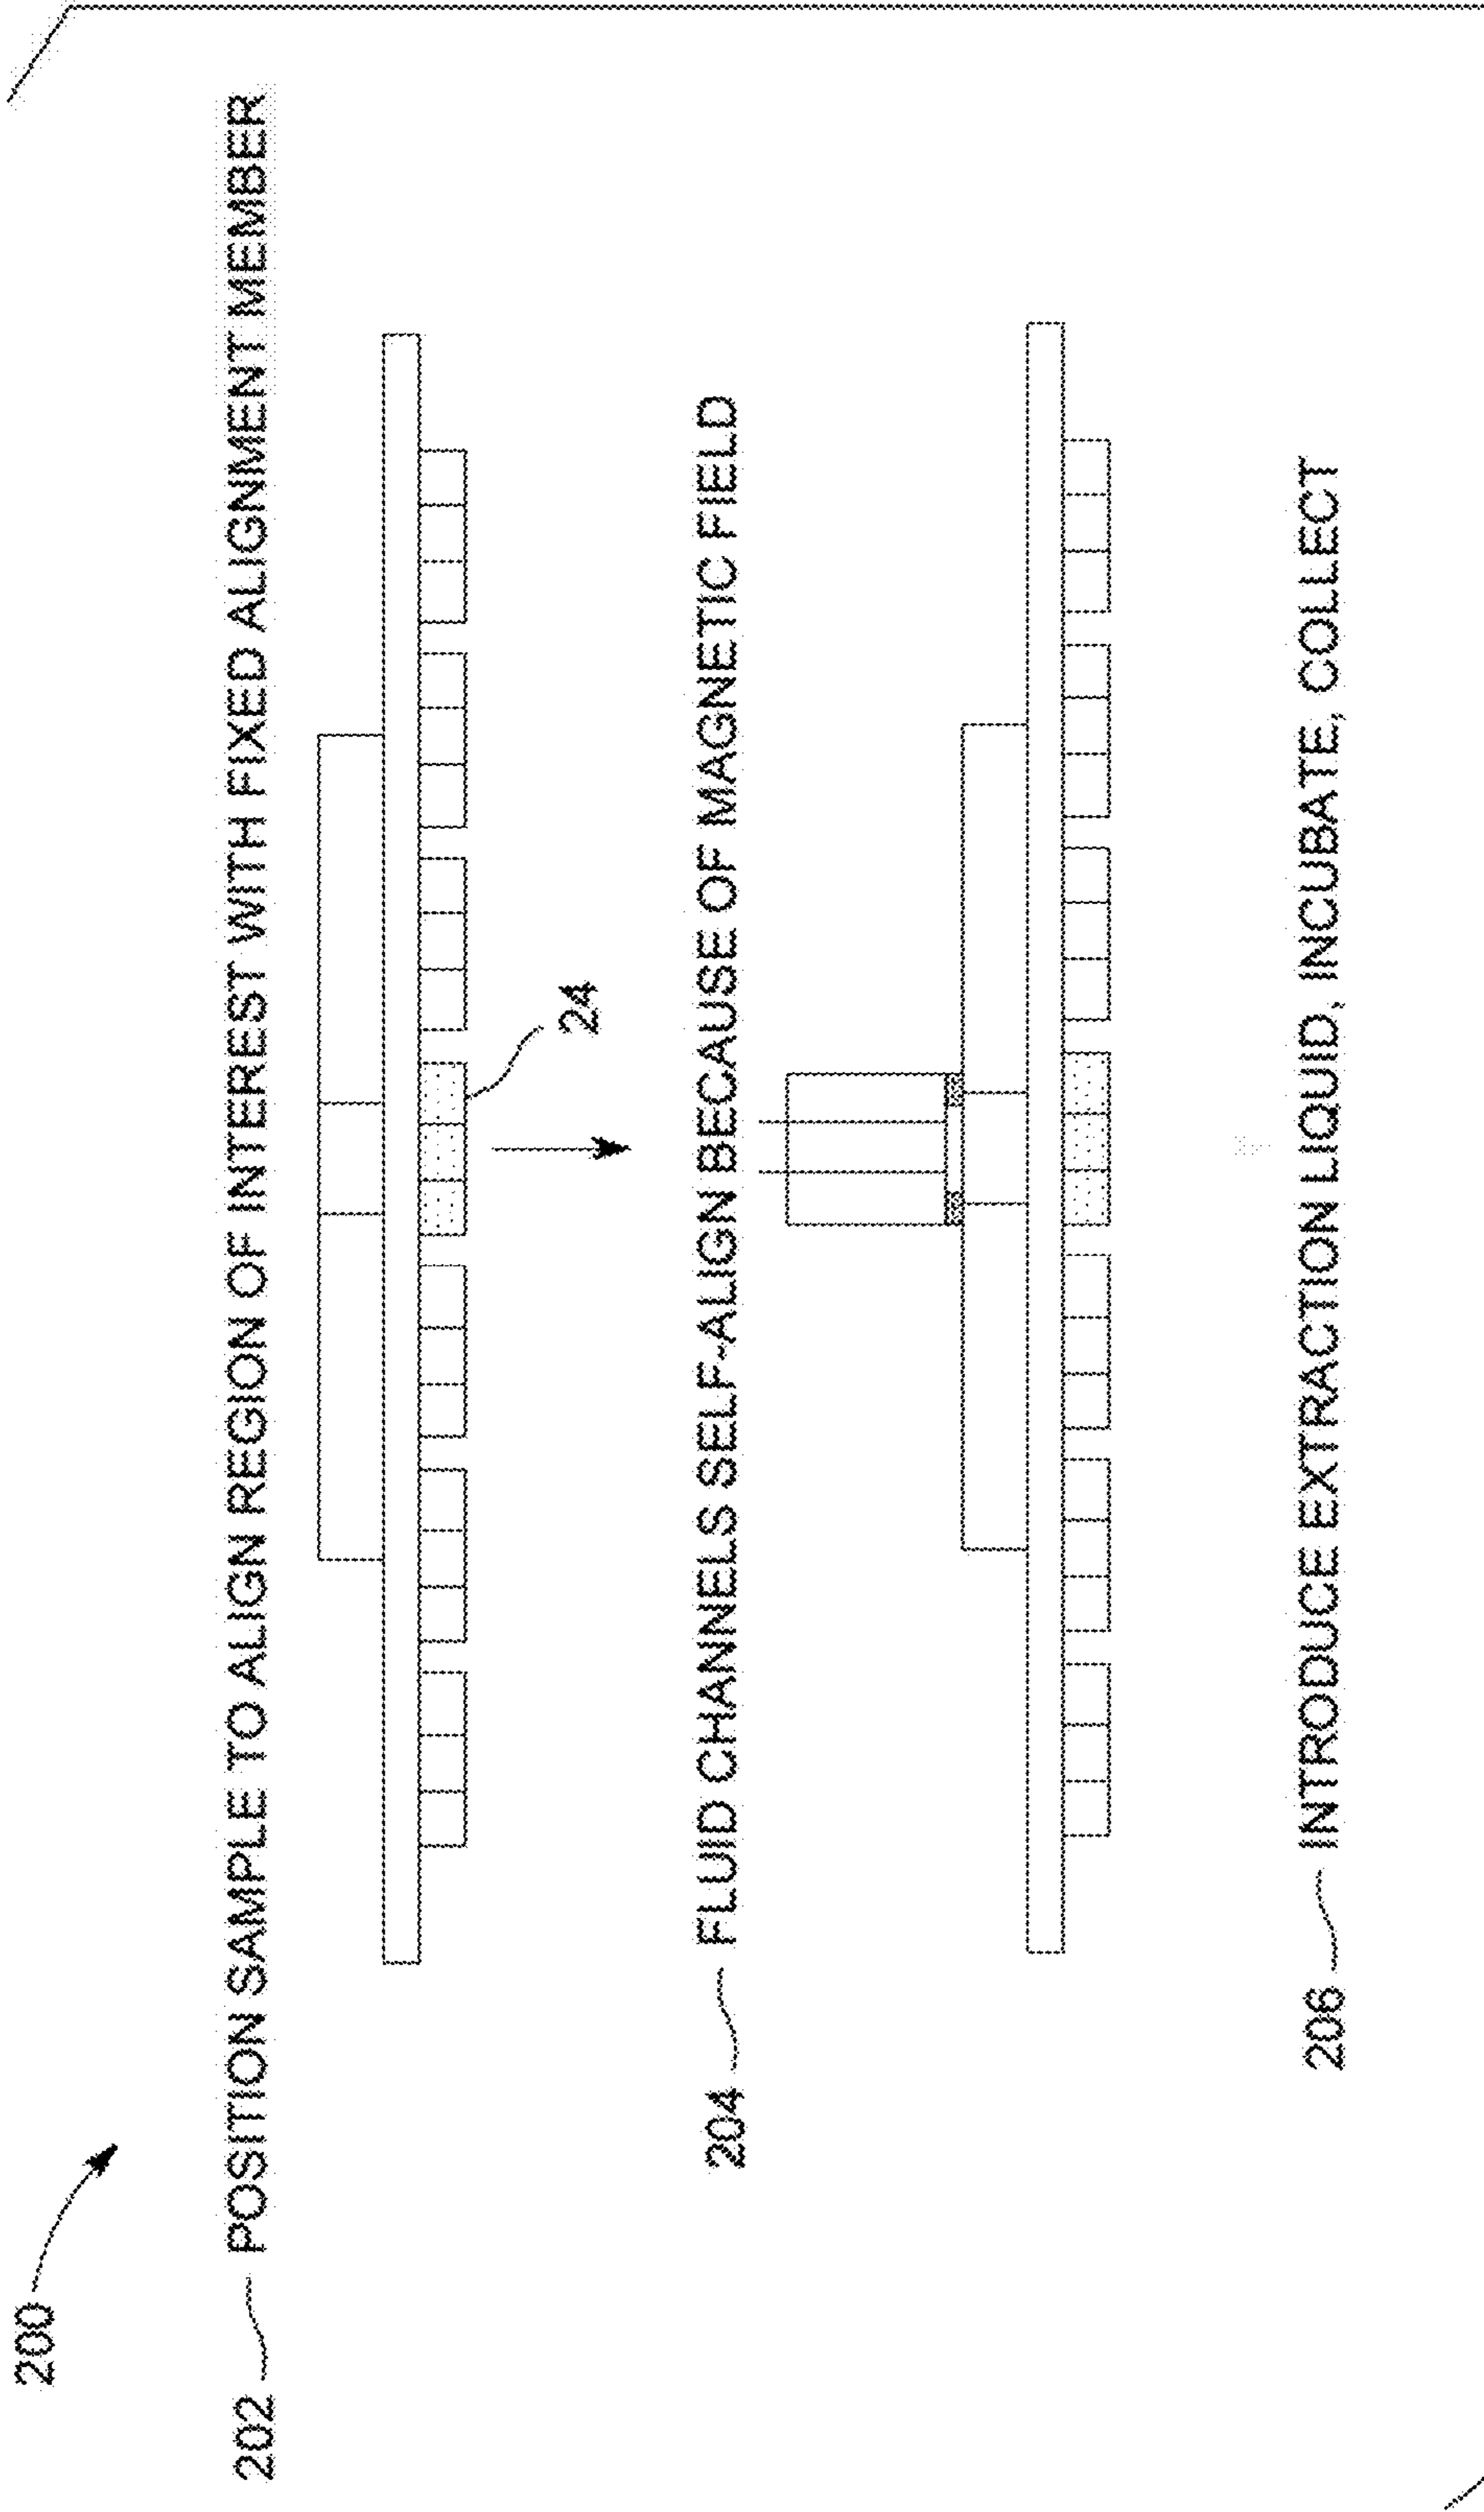 200
202 POSITION SAMPLE TO ALIGN REGION OF INTEREST WITH FIXED ALIGNMENT MEMBER
24
204 FLUID CHANNELS SELF-ALIGN BECAUSE OF MAGNETIC FIELD
206 INTRODUCE EXTRACTION LIQUID, INCUBATE, COLLECT